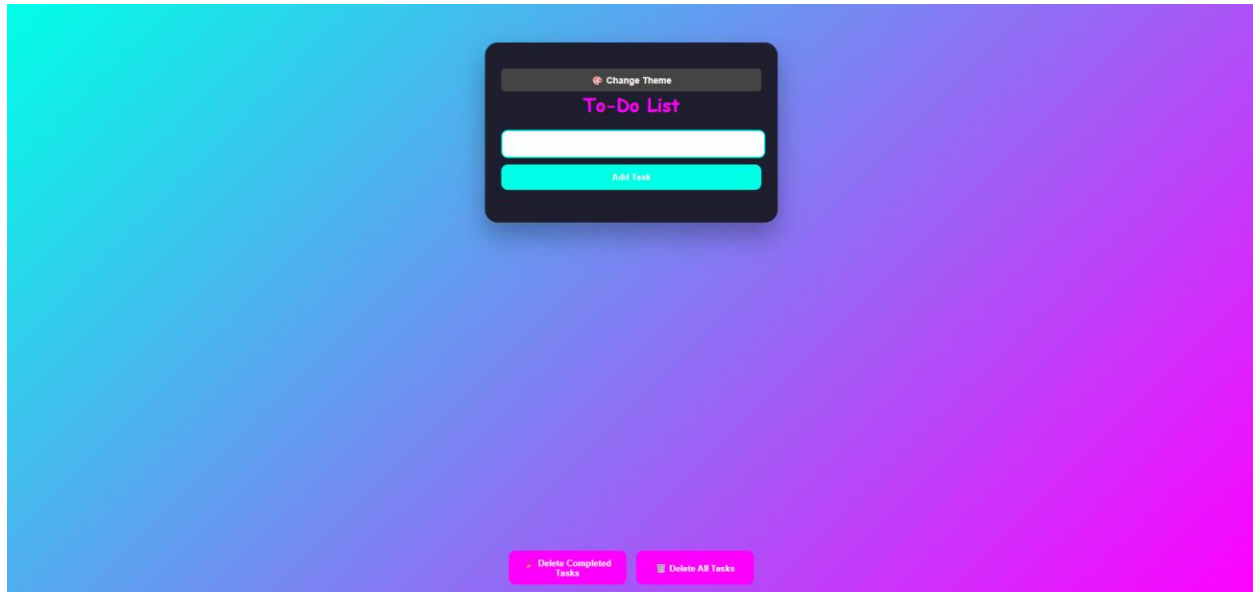 Change Theme
To-Do List
Add Task
Delete Completed
Tasks
Delete All Tasks